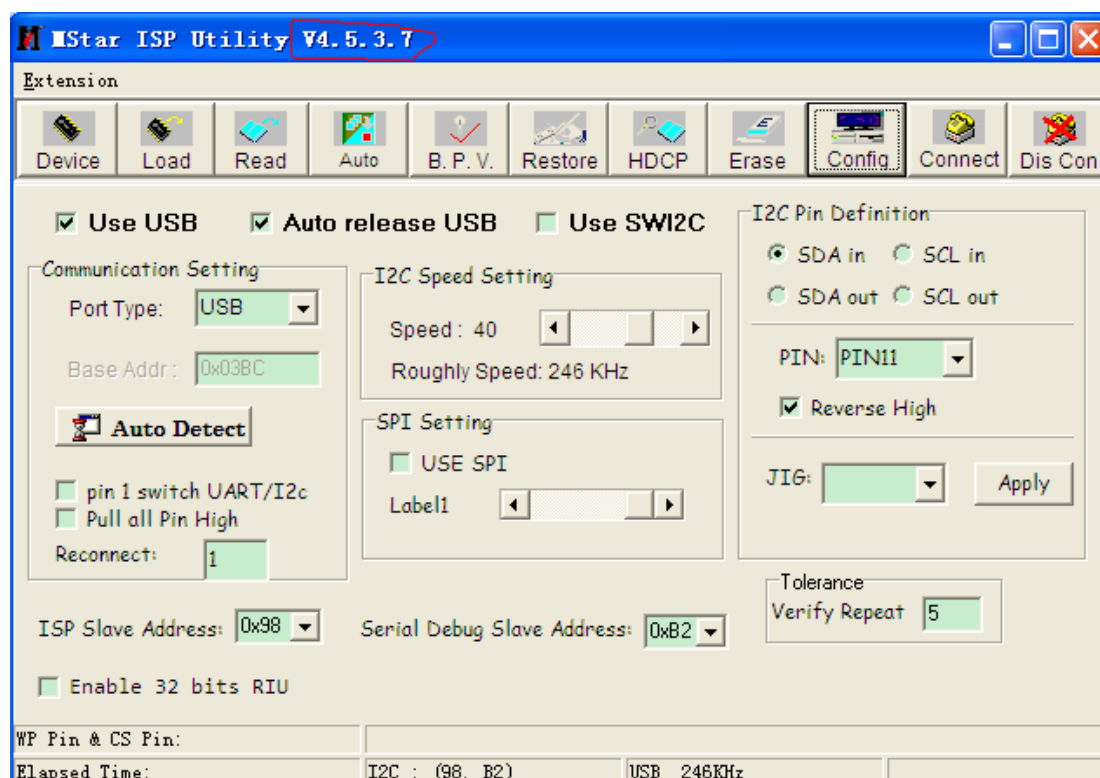 MStar ISP Utility V4.5.3.7
Extension
Device Load Read Auto B.P.V. Restore HDCP Erase Config Connect Dis Con
Use USB Auto release USB Use SWI2C
I2C Pin Definition
SDA in SCL in
SDA out SCL out
PIN: PIN11
Reverse High
JIG: Apply
Communication Setting
Port Type: USB
Base Addr: 0x03BC
Auto Detect
pin 1 switch UART/I2c
Pull all Pin High
Reconnect: 1
I2C Speed Setting
Speed : 40
Roughly Speed: 246 KHz
SPI Setting
USE SPI
Label1
Tolerance
Verify Repeat 5
ISP Slave Address: 0x98 Serial Debug Slave Address: 0xB2
Enable 32 bits RIU
WP Pin & CS Pin:
Elapsed Time: I2C : (98, B2) USB 246KHz